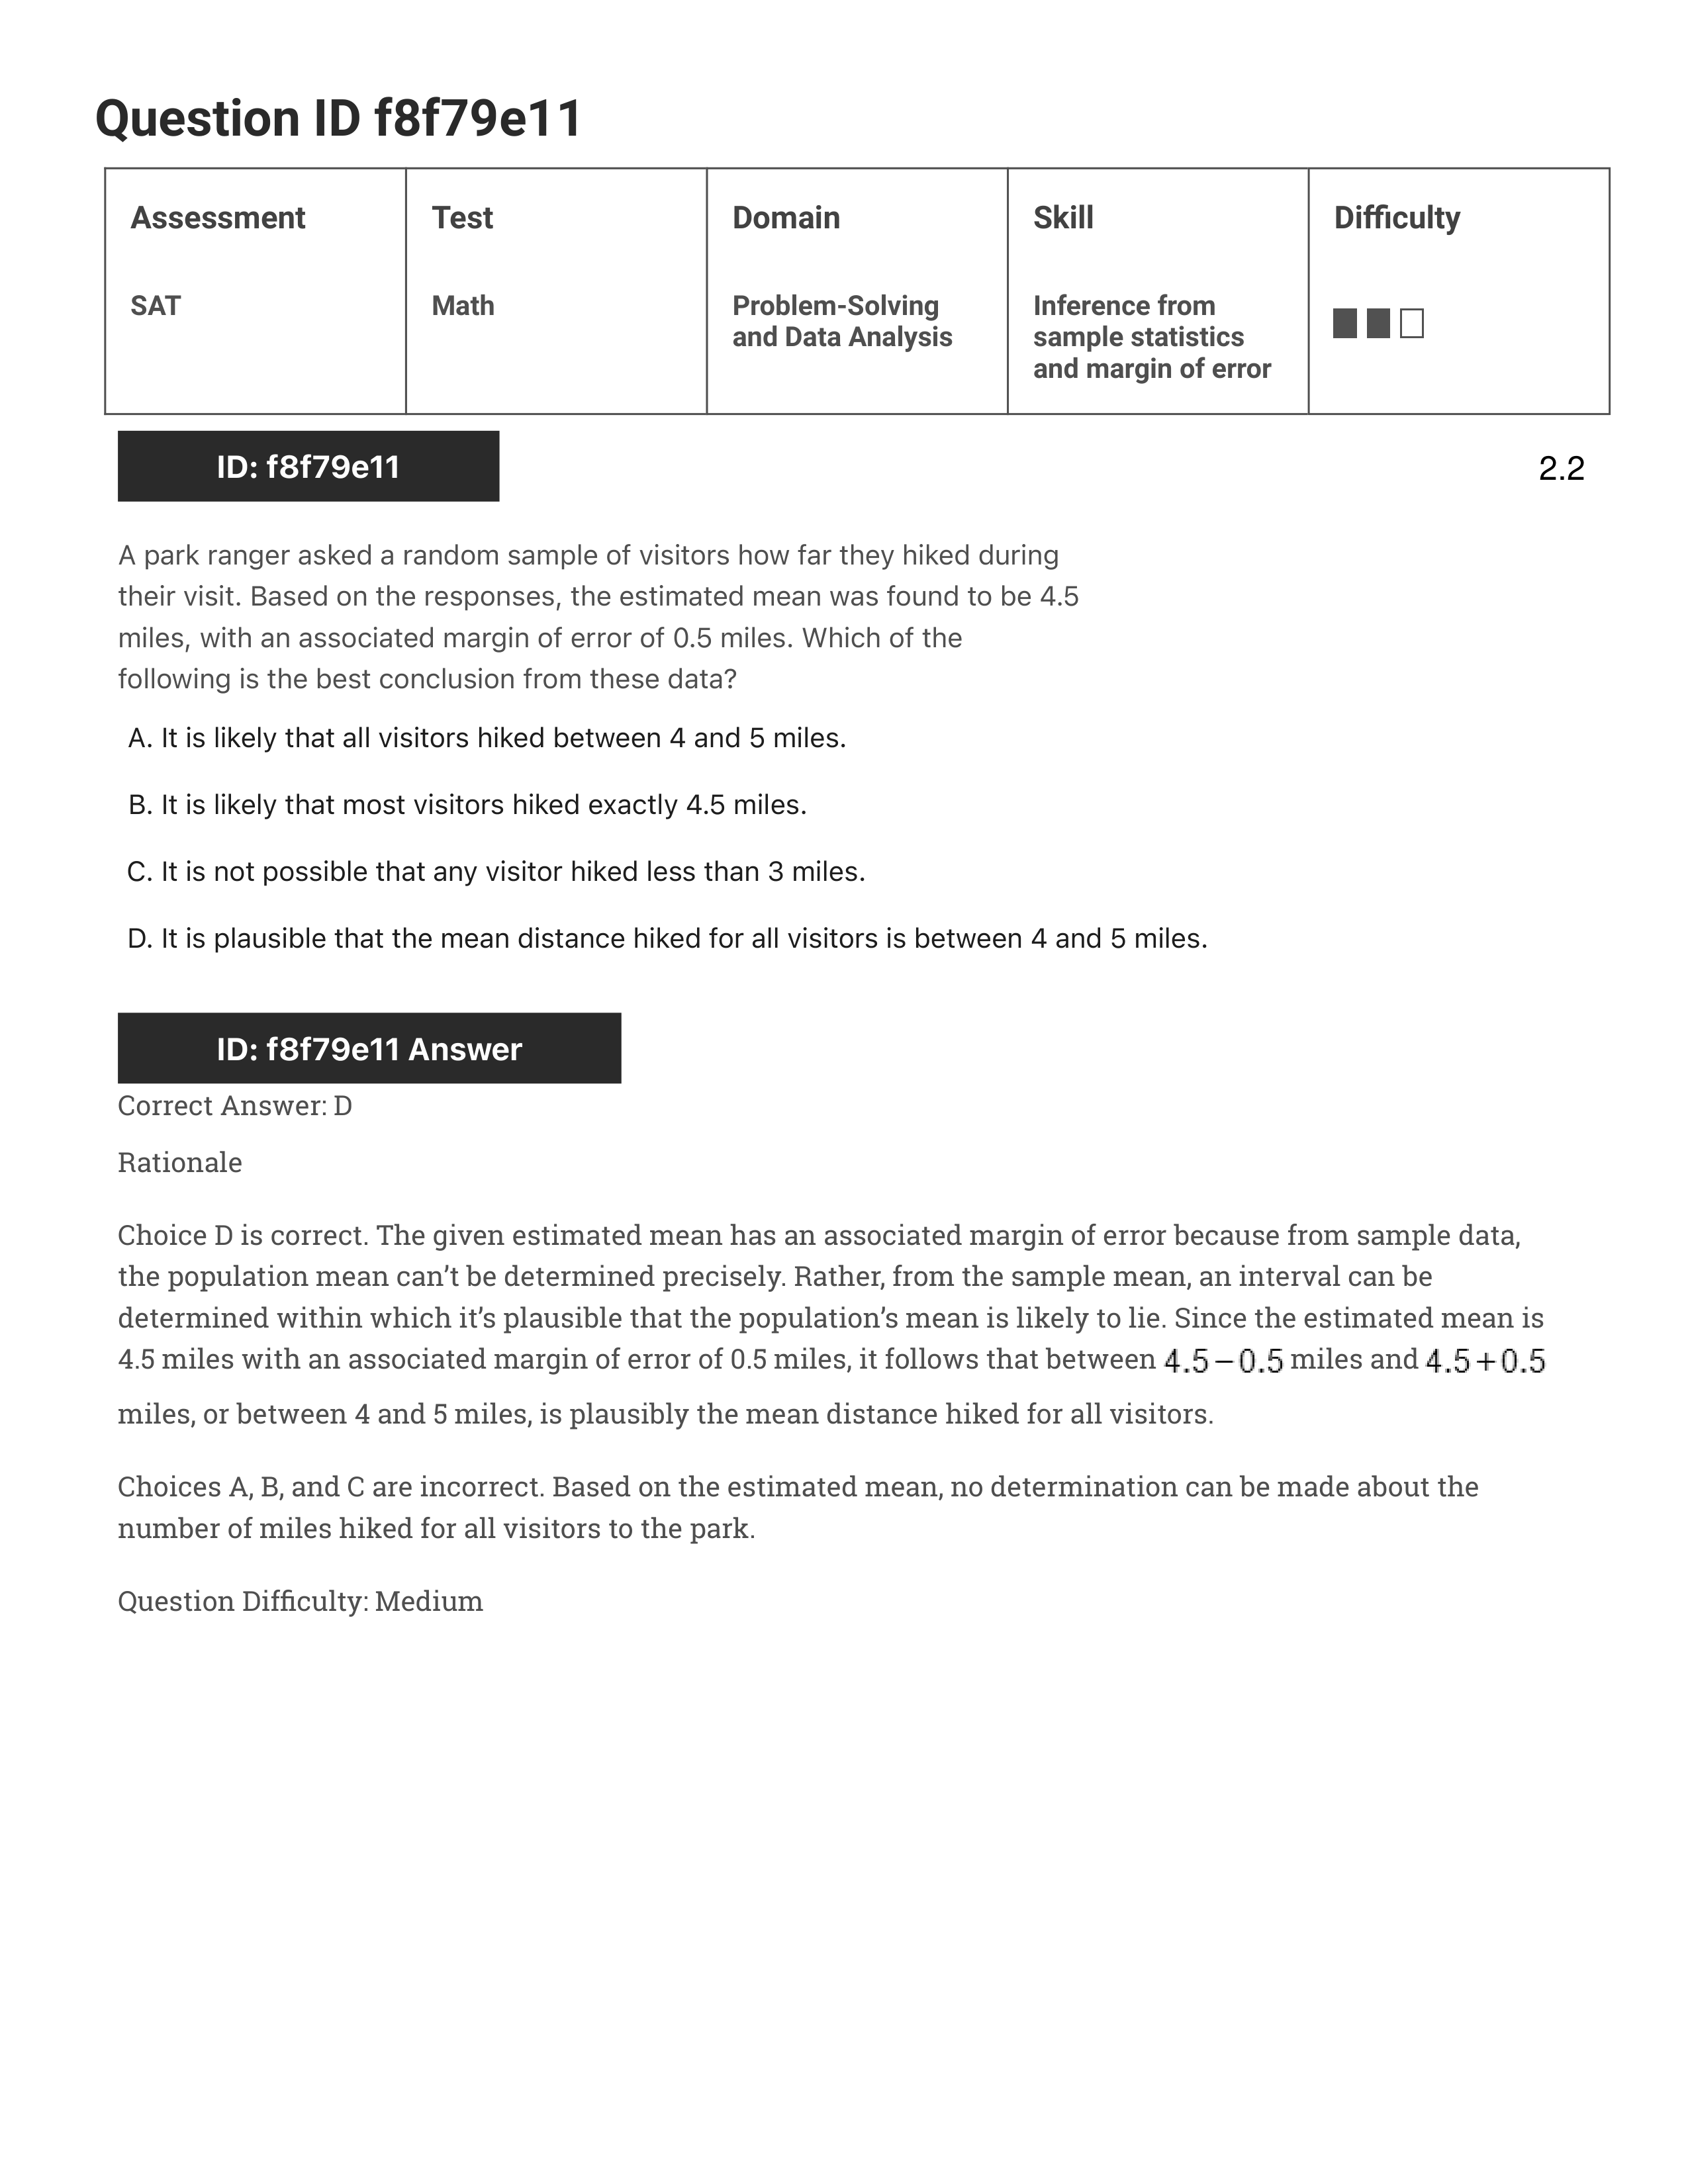 Question ID f8f79e11
Assessment
Test
Domain
Skill
Difficulty
SAT
Math
Problem-Solving
and Data Analysis
Inference from
sample statistics
and margin of error
ID: f8f79e11
2.2
A park ranger asked a random sample of visitors how far they hiked during
their visit. Based on the responses, the estimated mean was found to be 4.5
miles, with an associated margin of error of 0.5 miles. Which of the
following is the best conclusion from these data?
A. It is likely that all visitors hiked between 4 and 5 miles.
B. It is likely that most visitors hiked exactly 4.5 miles.
C. It is not possible that any visitor hiked less than 3 miles.
D. It is plausible that the mean distance hiked for all visitors is between 4 and 5 miles.
ID: f8f79e11 Answer
Correct Answer: D
Rationale
Choice D is correct. The given estimated mean has an associated margin of error because from sample data,
the population mean can’t be determined precisely. Rather, from the sample mean, an interval can be
determined within which it’s plausible that the population’s mean is likely to lie. Since the estimated mean is
4.5 miles with an associated margin of error of 0.5 miles, it follows that between 4.5−0.5 miles and 4.5+0.5
miles, or between 4 and 5 miles, is plausibly the mean distance hiked for all visitors.
Choices A, B, and C are incorrect. Based on the estimated mean, no determination can be made about the
number of miles hiked for all visitors to the park.
Question Difficulty: Medium